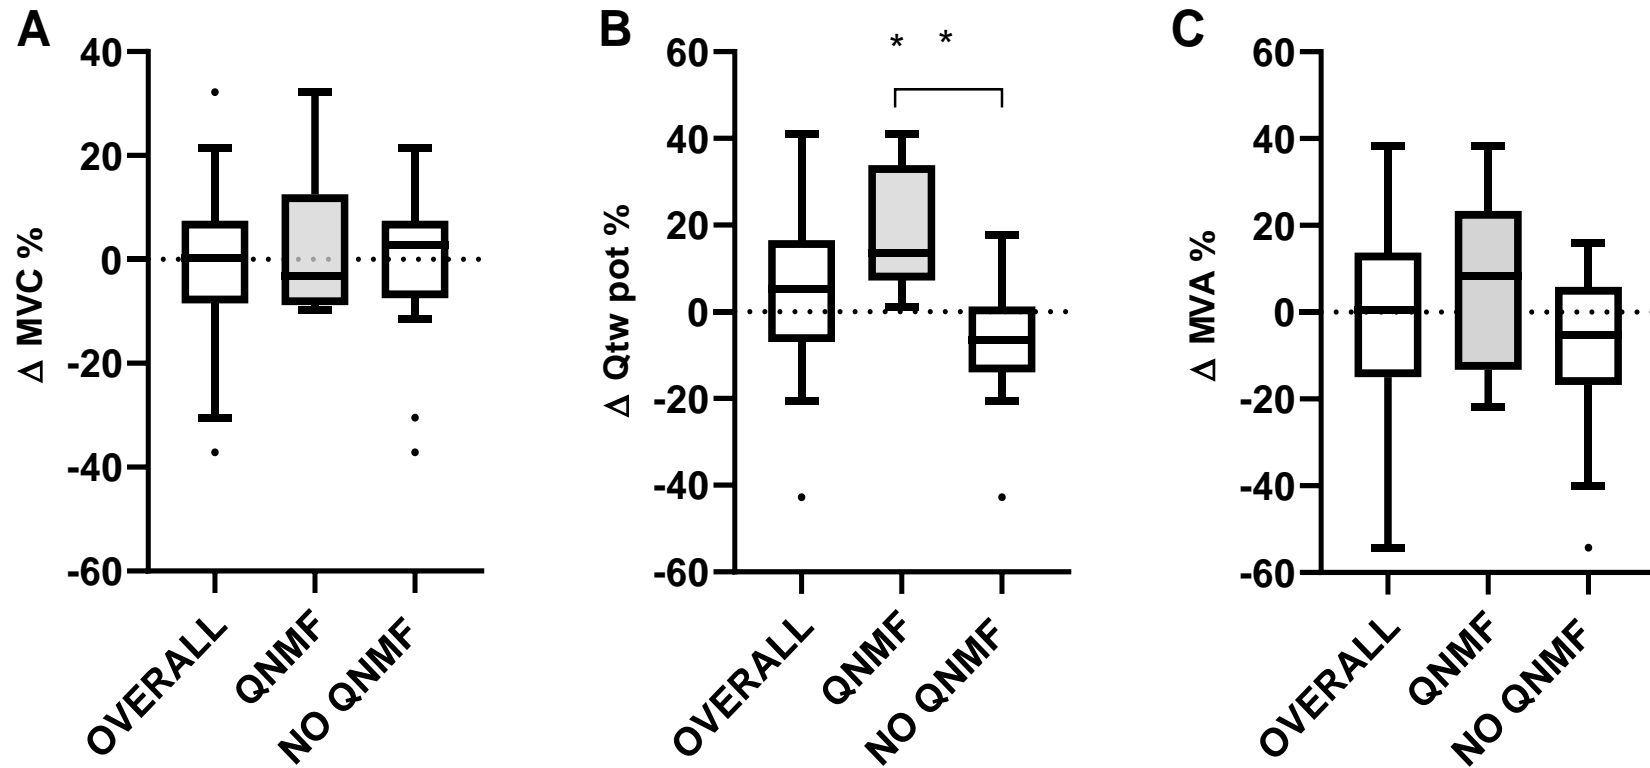 A
40
20
0
-20
-40
-60
Δ MVC %
OVERALL
QNMF
NO QNMF
B
* *
60
40
20
0
-20
-40
-60
Δ Qtw pot %
OVERALL
QNMF
NO QNMF
C
60
40
20
0
-20
-40
-60
Δ MVA %
OVERALL
QNMF
NO QNMF